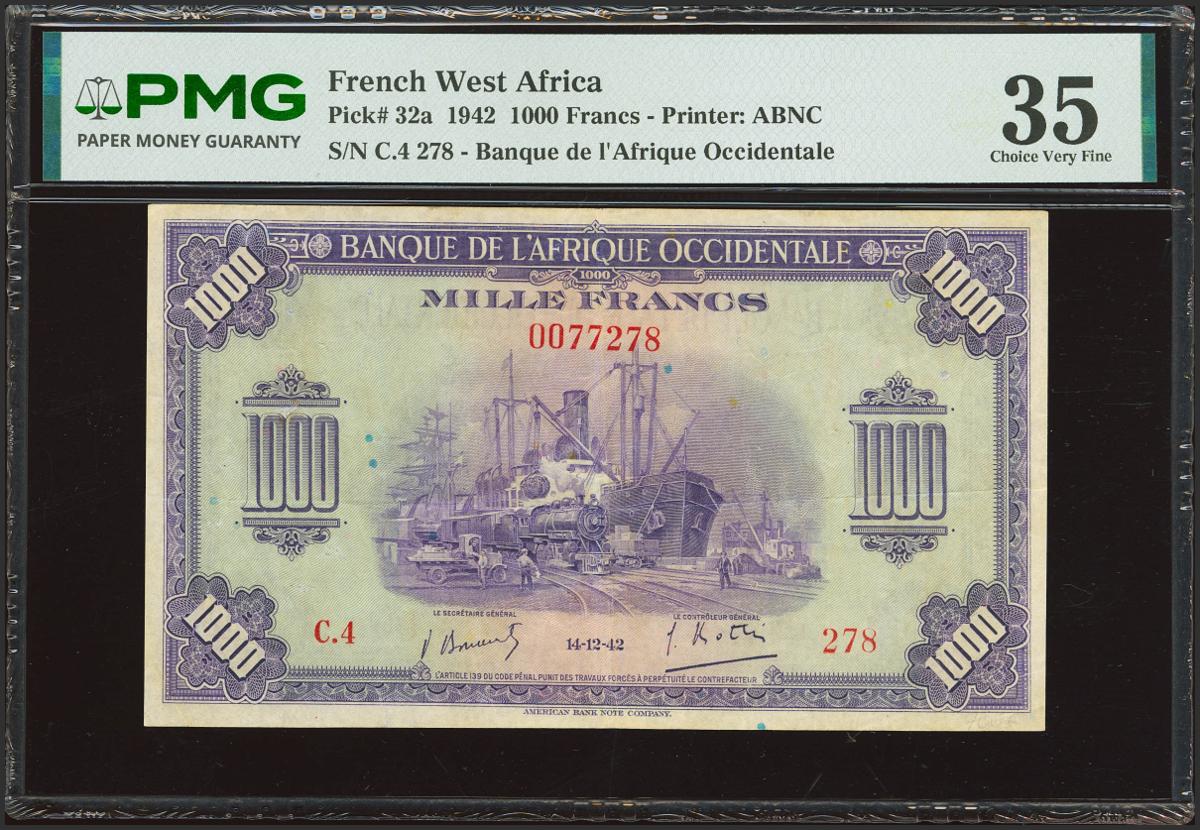 PMG
PAPER MONEY GUARANTY
French West Africa
Pick# 32a 1942 1000 Francs - Printer: ABNC
S/N C.4 278 - Banque de l'Afrique Occidentale
35
Choice Very Fine
BANQUE DE L'AFRIQUE OCCIDENTALE
1000
1000
1000
MILLE FRANCS
0077278
1000
1000
LE SECRÉTAIRE GÉNÉRAL
LE CONTRÔLEUR GÉNÉRAL
C.4
14-12-42
278
1000
1000
L'ARTICLE 139 DU CODE PÉNAL PUNIT DES TRAVAUX FORCÉS À PERPÉTUITÉ LE CONTREFACTEUR
AMERICAN BANK NOTE COMPANY.